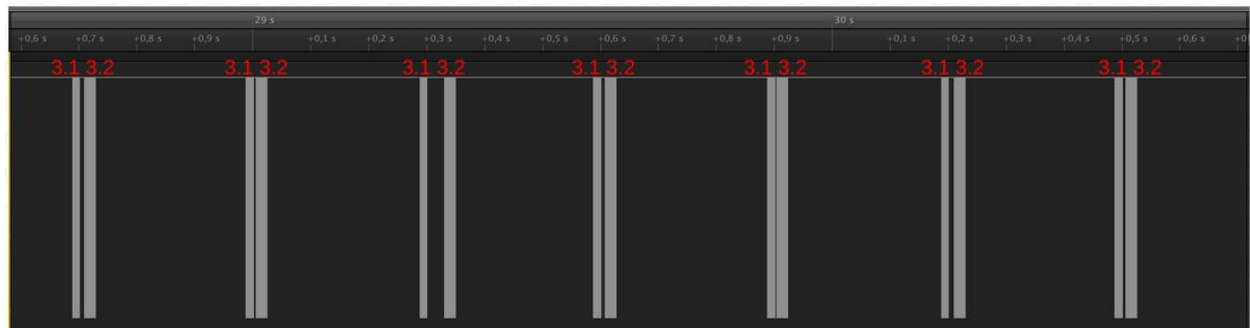 29 s 30 s
+0,6 s +0,7 s +0,8 s +0,9 s +0,1 s +0,2 s +0,3 s +0,4 s +0,5 s +0,6 s +0,7 s +0,8 s +0,9 s +0,1 s +0,2 s +0,3 s +0,4 s +0,5 s +0,6 s
3.1 3.2 3.1 3.2 3.1 3.2 3.1 3.2 3.1 3.2 3.1 3.2 3.1 3.2